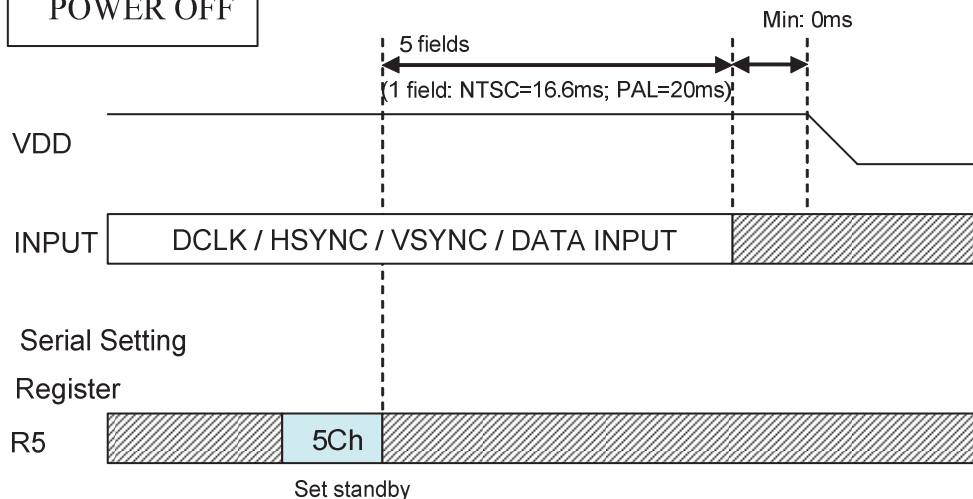 POWER OFF
Min: 0ms
5 fields
(1 field: NTSC=16.6ms; PAL=20ms)
VDD
INPUT
DCLK / HSYNC / VSYNC / DATA INPUT
Serial Setting
Register
R5
5Ch
Set standby